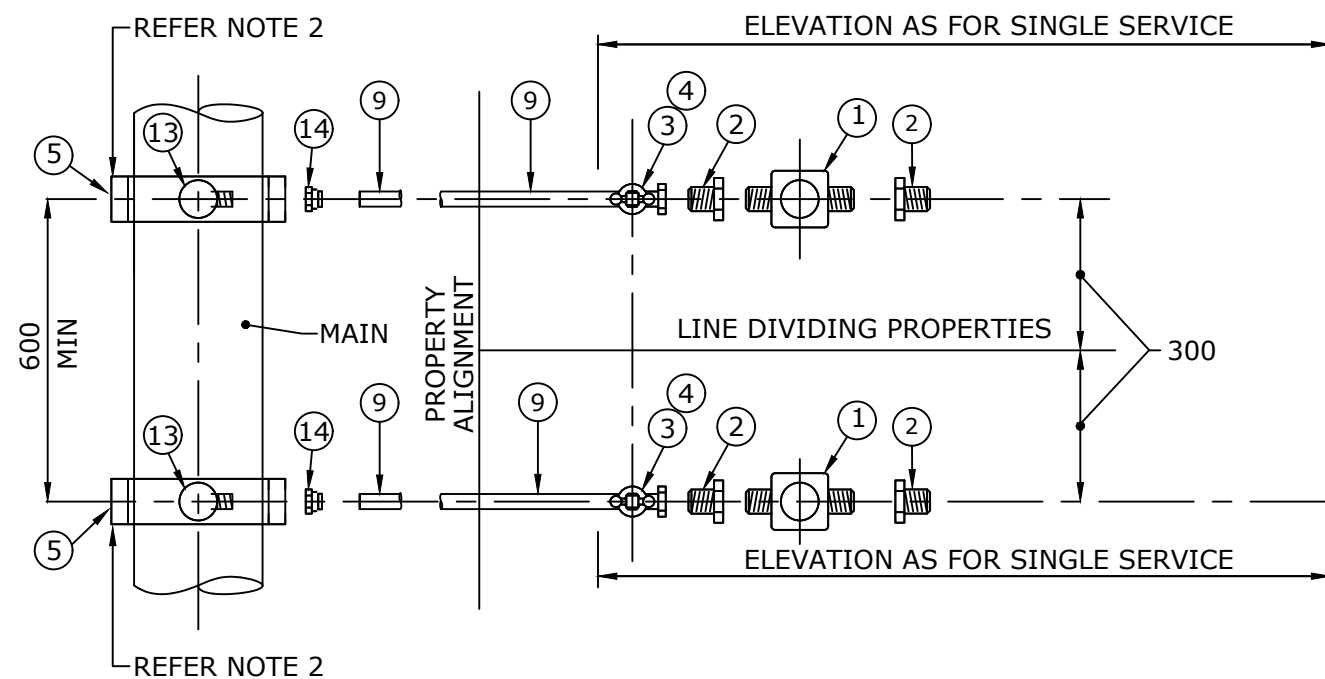 REFER NOTE 2
ELEVATION AS FOR SINGLE SERVICE
5
13
14
9
9
4
3
2
1
2
600
MIN
MAIN
PROPERTY
ALIGNMENT
LINE DIVIDING PROPERTIES
300
13
14
9
9
4
3
2
1
2
5
ELEVATION AS FOR SINGLE SERVICE
REFER NOTE 2